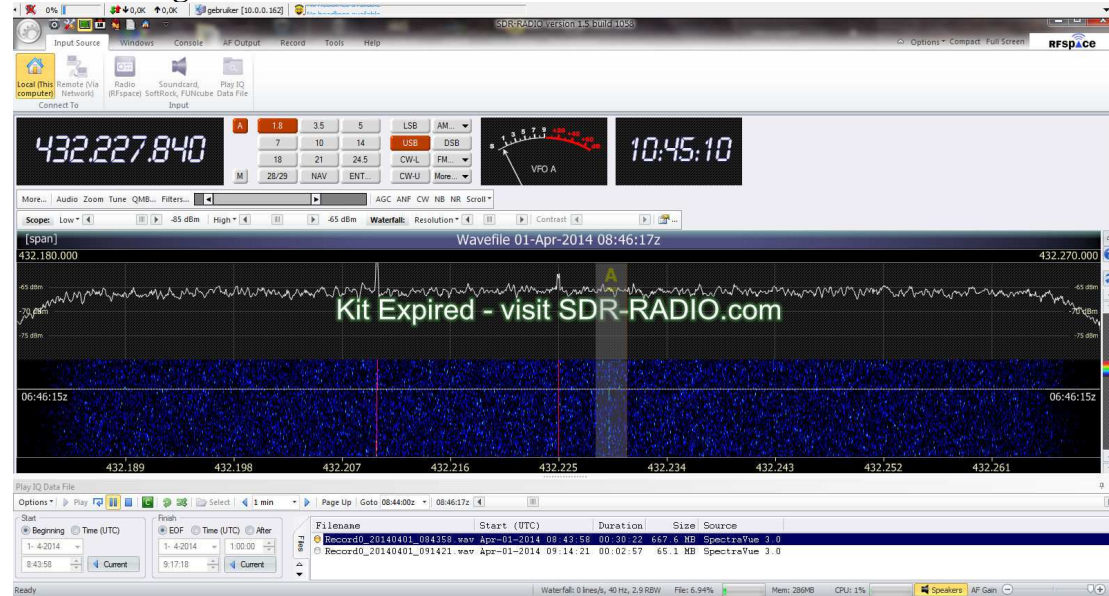 0% 0,0K 0,0K gebruiker [10.0.0.162]
SDR-RADIO version 1.5 build 1058
Input Source Windows Console AF Output Record Tools Help Options Compact Full Screen RFSPACE
Local (This computer) Remote (Via Network) Radio (RFspace) Soundcard, SoftRock, FUNcube Play IQ Data File
Connect To Input
432.227.840
A 1.8 3.5 5 LSB AM...
7 10 14 USB DSB
18 21 24.5 CW-L FM...
M 28/29 NAV ENT... CW-U More...
VFO A
10:45:10
More... Audio Zoom Tune QMB... Filters... AGC ANF CW NB NR Scroll
Scope: Low -85 dBm High -65 dBm Waterfall: Resolution Contrast ...
[span] Wavefile 01-Apr-2014 08:46:17z
432.180.000 432.270.000
A
-65 dBm -65 dBm
Kit Expired - visit SDR-RADIO.com
-70 dBm -70 dBm
-75 dBm -75 dBm
06:46:15z 06:46:15z
432.189 432.198 432.207 432.216 432.225 432.234 432.243 432.252 432.261
Play IQ Data File
Options Play Select 1 min Page Up Goto 08:44:00z 08:46:17z
Start Finish
Beginning Time (UTC) EOF Time (UTC) After
1- 4-2014 1- 4-2014 1:00:00
8:43:58 Current 9:17:18 Current
Files
Filename Start (UTC) Duration Size Source
Record0_20140401_084358.wav Apr-01-2014 08:43:58 00:30:22 667.6 MB SpectraVue 3.0
Record0_20140401_091421.wav Apr-01-2014 09:14:21 00:02:57 65.1 MB SpectraVue 3.0
Ready Waterfall: 0 lines/s, 40 Hz, 2.9 RBW File: 6.94% Mem: 286MB CPU: 1% Speakers AF Gain